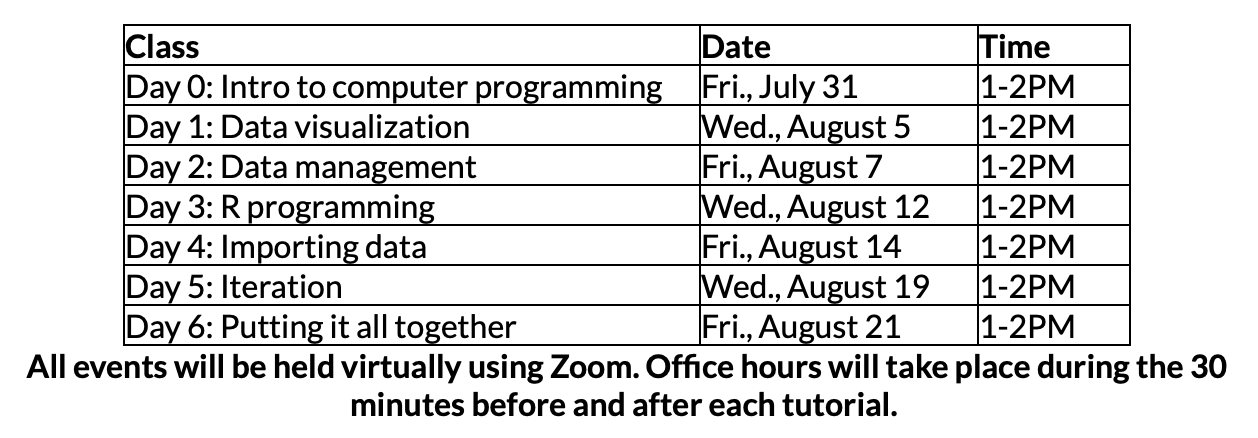 Class Date Time
Day 0: Intro to computer programming Fri., July 31 1-2PM
Day 1: Data visualization Wed., August 5 1-2PM
Day 2: Data management Fri., August 7 1-2PM
Day 3: R programming Wed., August 12 1-2PM
Day 4: Importing data Fri., August 14 1-2PM
Day 5: Iteration Wed., August 19 1-2PM
Day 6: Putting it all together Fri., August 21 1-2PM
All events will be held virtually using Zoom. Office hours will take place during the 30
minutes before and after each tutorial.